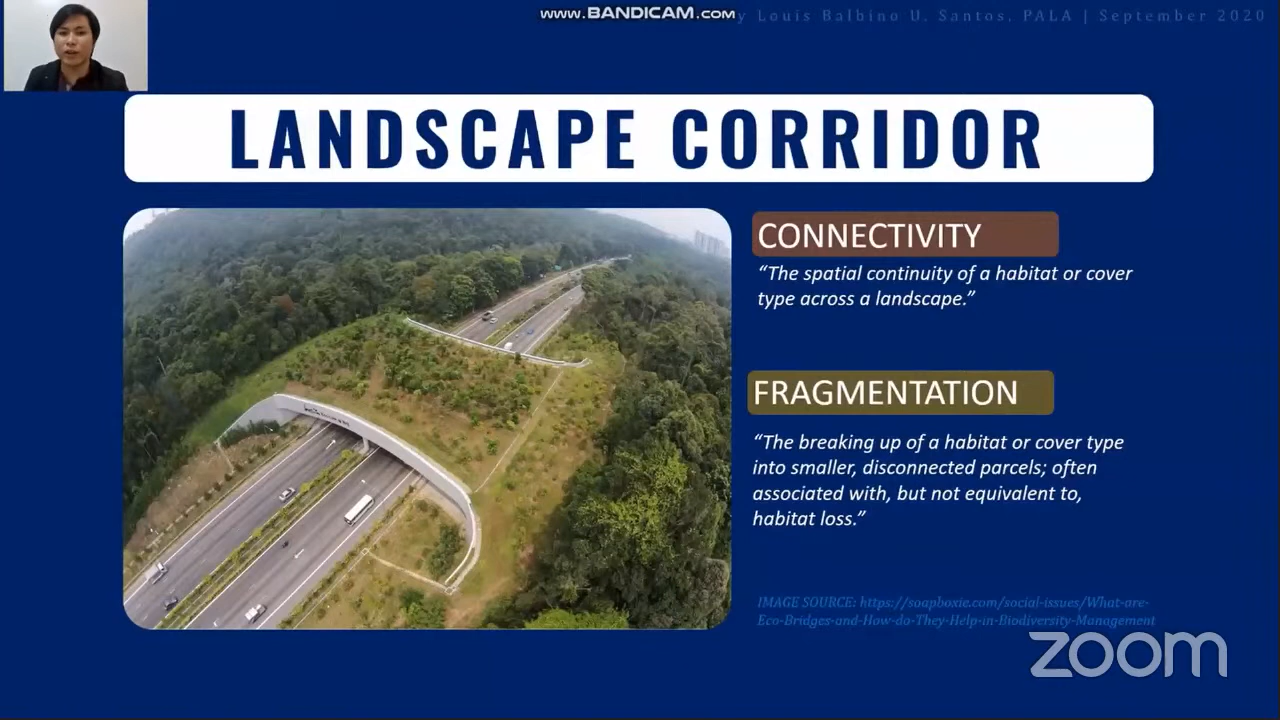 www.BANDICAM.com
y Louis Balbino U. Santos, PALA | September 2020
LANDSCAPE CORRIDOR
CONNECTIVITY
“The spatial continuity of a habitat or cover
type across a landscape.”
FRAGMENTATION
“The breaking up of a habitat or cover type
into smaller, disconnected parcels; often
associated with, but not equivalent to,
habitat loss.”
IMAGE SOURCE: https://soapboxie.com/social-issues/What-are-
Eco-Bridges-and-How-do-They-Help-in-Biodiversity-Management
zoom